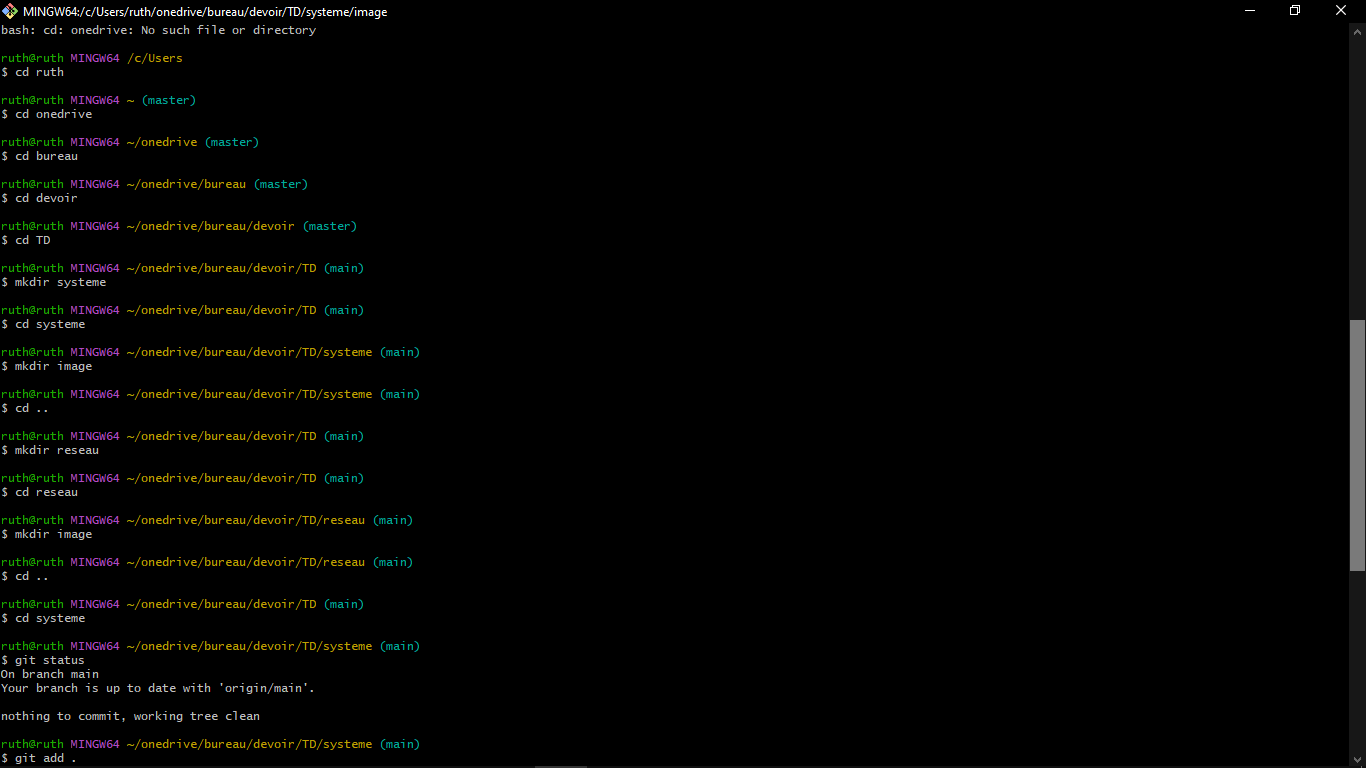 MINGW64:/c/Users/ruth/onedrive/bureau/devoir/TD/systeme/image
bash: cd: onedrive: No such file or directory
ruth@ruth MINGW64 /c/Users
$ cd ruth
ruth@ruth MINGW64 ~ (master)
$ cd onedrive
ruth@ruth MINGW64 ~/onedrive (master)
$ cd bureau
ruth@ruth MINGW64 ~/onedrive/bureau (master)
$ cd devoir
ruth@ruth MINGW64 ~/onedrive/bureau/devoir (master)
$ cd TD
ruth@ruth MINGW64 ~/onedrive/bureau/devoir/TD (main)
$ mkdir systeme
ruth@ruth MINGW64 ~/onedrive/bureau/devoir/TD (main)
$ cd systeme
ruth@ruth MINGW64 ~/onedrive/bureau/devoir/TD/systeme (main)
$ mkdir image
ruth@ruth MINGW64 ~/onedrive/bureau/devoir/TD/systeme (main)
$ cd ..
ruth@ruth MINGW64 ~/onedrive/bureau/devoir/TD (main)
$ mkdir reseau
ruth@ruth MINGW64 ~/onedrive/bureau/devoir/TD (main)
$ cd reseau
ruth@ruth MINGW64 ~/onedrive/bureau/devoir/TD/reseau (main)
$ mkdir image
ruth@ruth MINGW64 ~/onedrive/bureau/devoir/TD/reseau (main)
$ cd ..
ruth@ruth MINGW64 ~/onedrive/bureau/devoir/TD (main)
$ cd systeme
ruth@ruth MINGW64 ~/onedrive/bureau/devoir/TD/systeme (main)
$ git status
On branch main
Your branch is up to date with 'origin/main'.
nothing to commit, working tree clean
ruth@ruth MINGW64 ~/onedrive/bureau/devoir/TD/systeme (main)
$ git add .